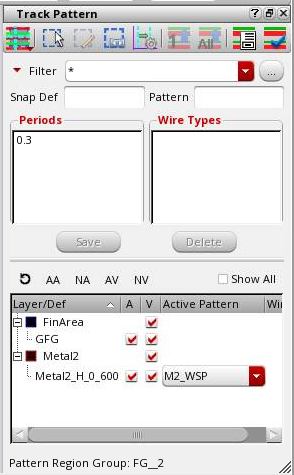 Track Pattern
1 All
Filter * ...
Snap Def Pattern
Periods Wire Types
0.3
Save Delete
AA NA AV NV Show All
Layer/Def A V Active Pattern Wi
FinArea
GFG
Metal2
Metal2_H_0_600 M2_WSP
Pattern Region Group: FG__2